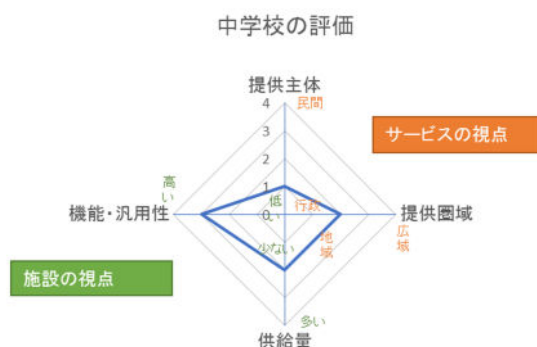 中学校の評価
提供主体
4
民間
3
サービスの視点
2
高い
1
低い
機能・汎用性
0
行政
提供圏域
少ない
地域
広域
施設の視点
多い
供給量